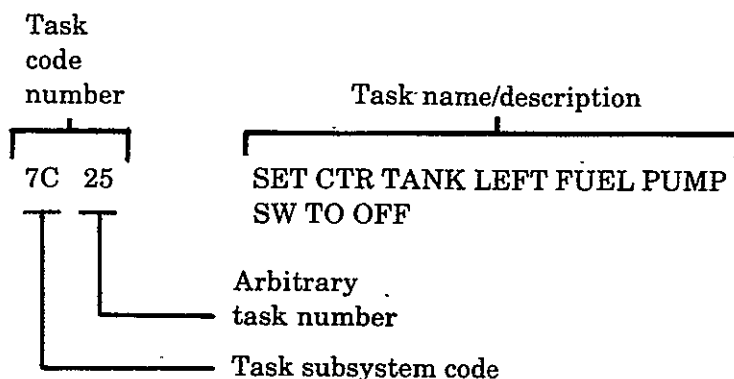 Task
code
number
Task name/description
7C 25
SET CTR TANK LEFT FUEL PUMP
SW TO OFF
Arbitrary
task number
Task subsystem code